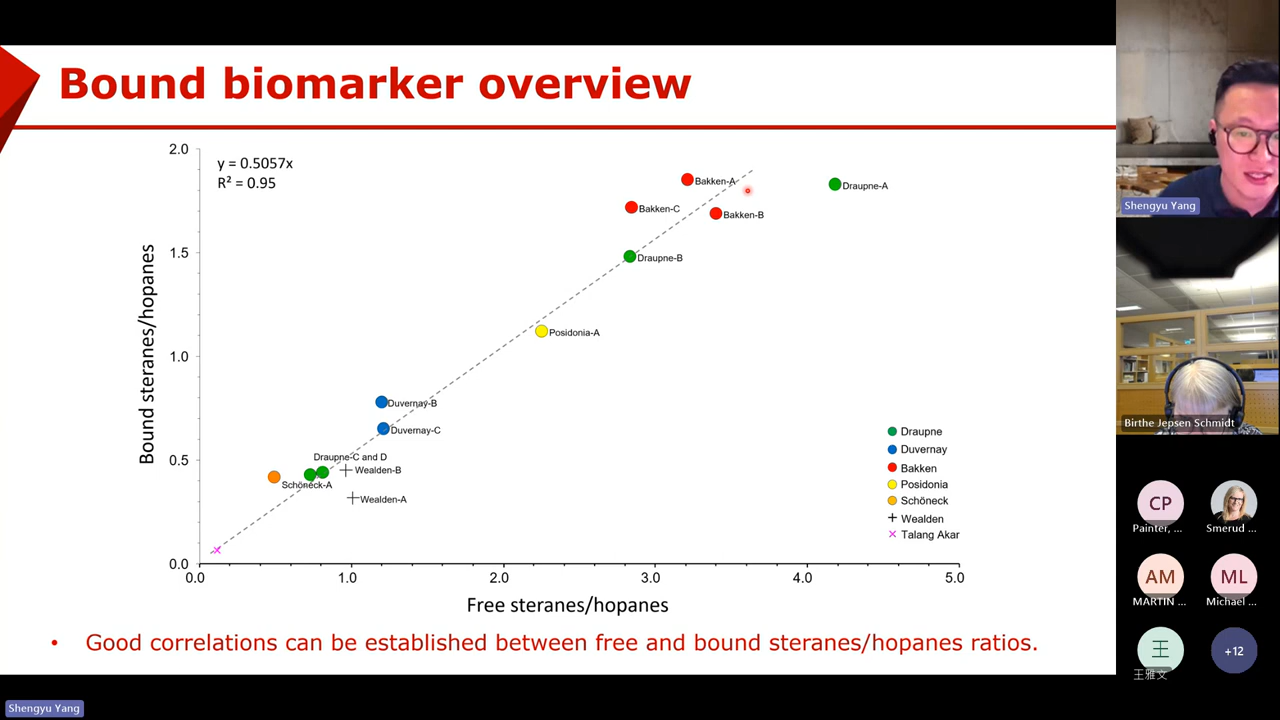 Bound biomarker overview
y = 0.5057x
R² = 0.95
2.0
1.5
1.0
0.5
0.0
Bound steranes/hopanes
Bakken-A
Draupne-A
Bakken-C
Bakken-B
Draupne-B
Posidonia-A
Duvernay-B
Duvernay-C
Draupne-C and D
Wealden-B
Schöneck-A
Wealden-A
Draupne
Duvernay
Bakken
Posidonia
Schöneck
Wealden
Talang Akar
0.0 1.0 2.0 3.0 4.0 5.0
Free steranes/hopanes
• Good correlations can be established between free and bound steranes/hopanes ratios.
Shengyu Yang
Birthe Jepsen Schmidt
CP
Painter, ...
Smerud ...
AM
MARTIN ...
ML
Michael ...
王
王雅文
+12
Shengyu Yang